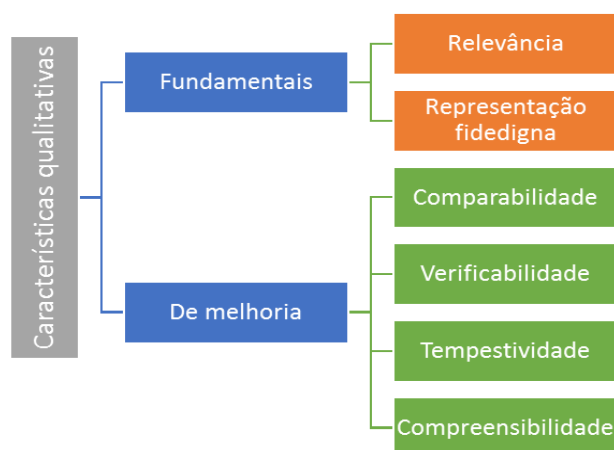 Características qualitativas
Fundamentais
Relevância
Representação
fidedigna
De melhoria
Comparabilidade
Verificabilidade
Tempestividade
Compreensibilidade